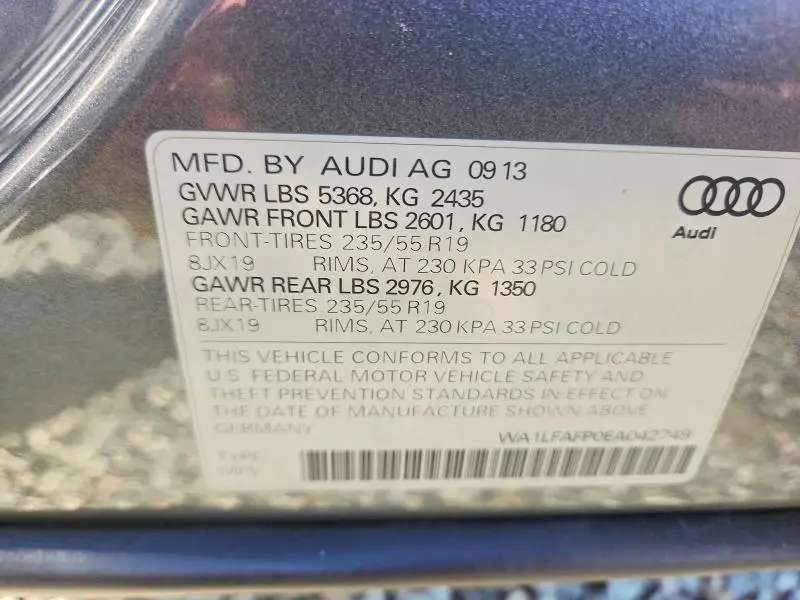 MFD. BY AUDI AG 09 13
GVWR LBS 5368, KG 2435
GAWR FRONT LBS 2601, KG 1180
FRONT-TIRES 235/55 R19
8JX19 RIMS, AT 230 KPA 33 PSI COLD
GAWR REAR LBS 2976, KG 1350
REAR-TIRES 235/55 R19
8JX19 RIMS, AT 230 KPA 33 PSI COLD
Audi
THIS VEHICLE CONFORMS TO ALL APPLICABLE
U.S. FEDERAL MOTOR VEHICLE SAFETY AND
THEFT PREVENTION STANDARDS IN EFFECT ON
THE DATE OF MANUFACTURE SHOWN ABOVE.
GERMANY WA1LFAFP0EA042749
TYPE
MPV